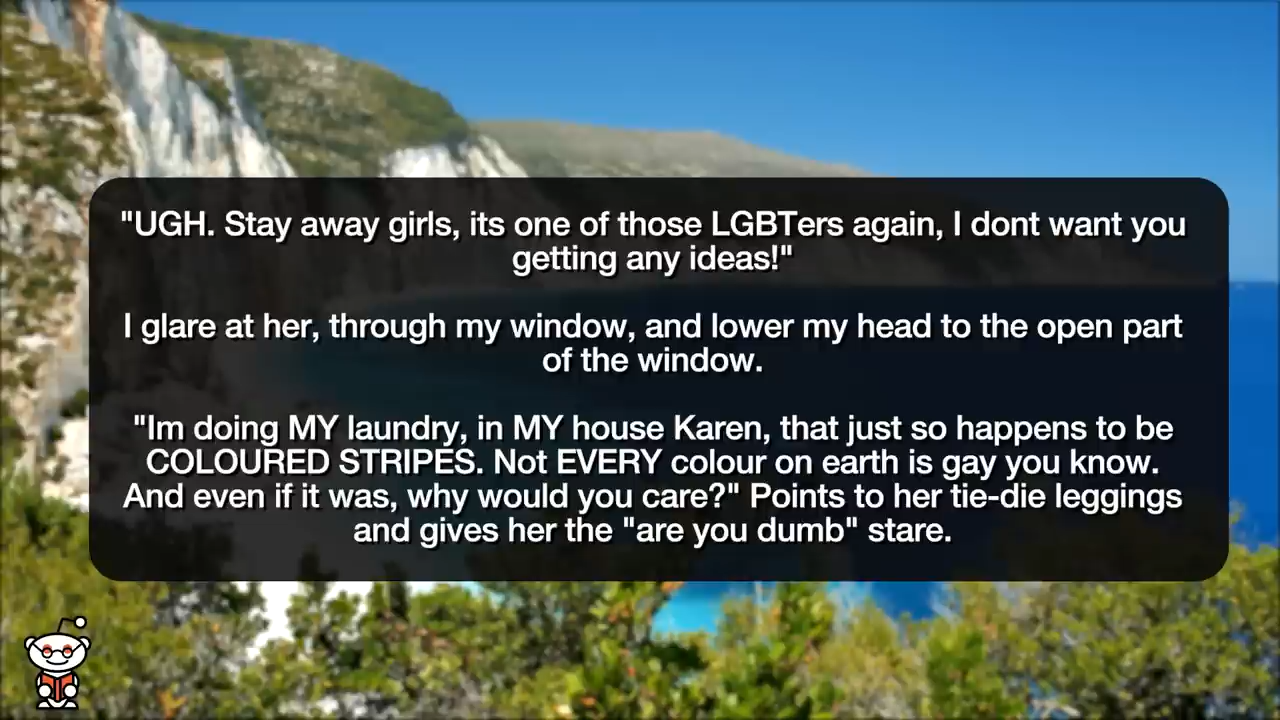 "UGH. Stay away girls, its one of those LGBTers again, I dont want you
getting any ideas!"
I glare at her, through my window, and lower my head to the open part
of the window.
"Im doing MY laundry, in MY house Karen, that just so happens to be
COLOURED STRIPES. Not EVERY colour on earth is gay you know.
And even if it was, why would you care?" Points to her tie-die leggings
and gives her the "are you dumb" stare.